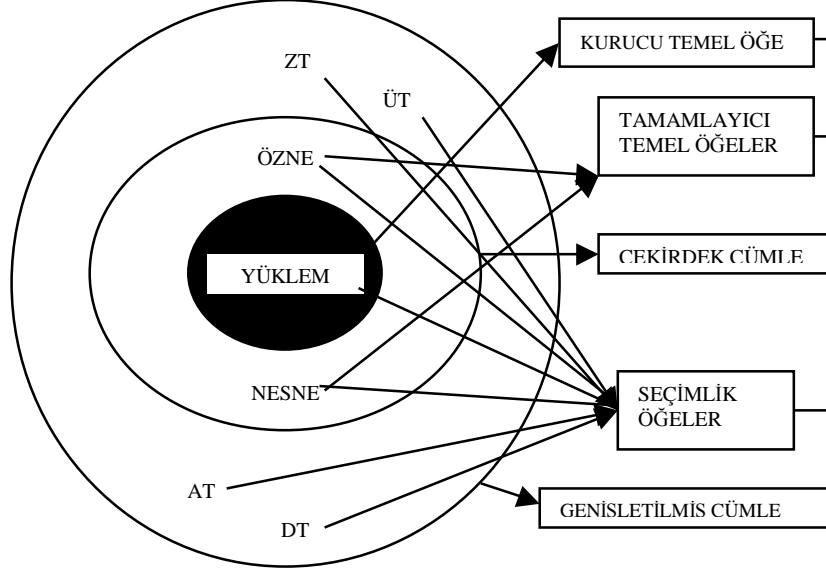 ZT
ÜT
ÖZNE
YÜKLEM
NESNE
AT
DT
KURUCU TEMEL ÖĞE
TAMAMLAYICI
TEMEL ÖĞELER
ÇEKİRDEK CÜMLE
SEÇİMLİK
ÖĞELER
GENİŞLETİLMİŞ CÜMLE